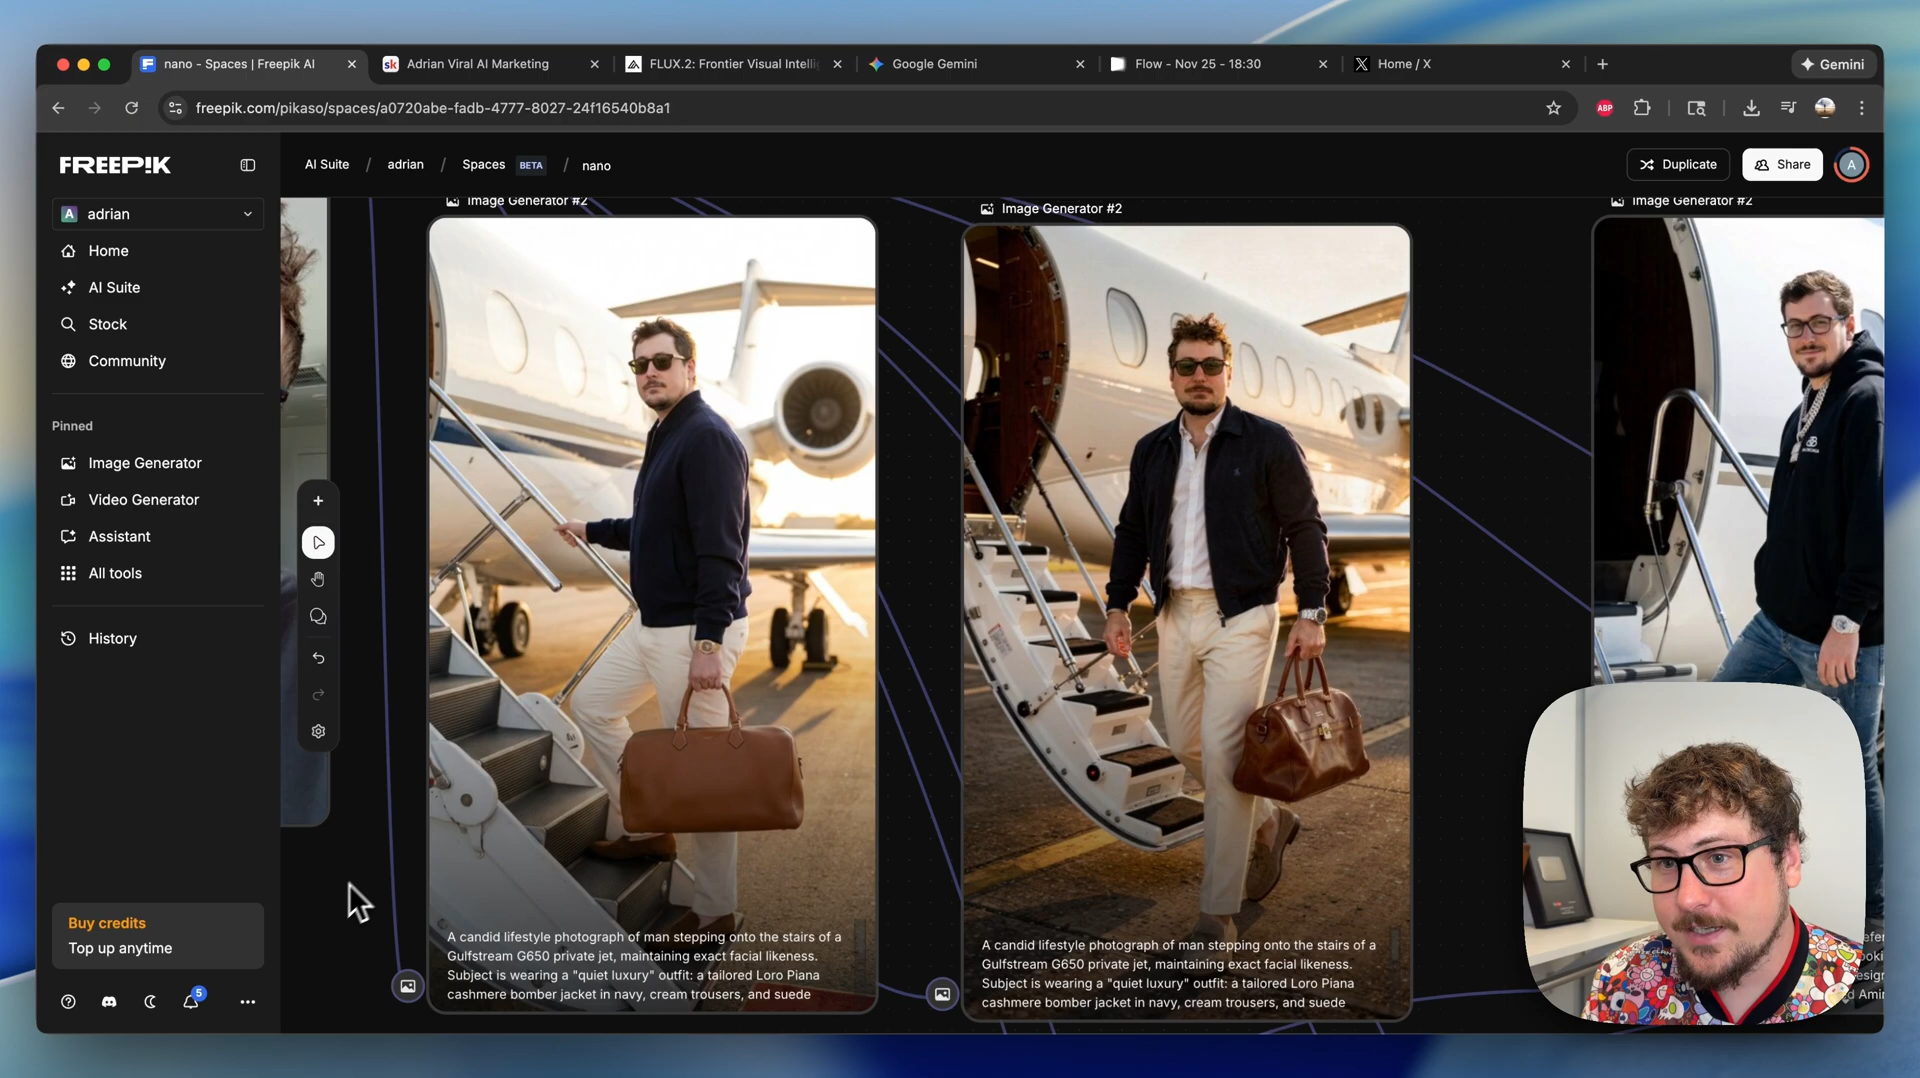 nano - Spaces | Freepik AI
Adrian Viral AI Marketing
FLUX.2: Frontier Visual Intelli
Google Gemini
Flow - Nov 25 - 18:30
Home / X
Gemini
freepik.com/pikaso/spaces/a0720abe-fadb-4777-8027-24f16540b8a1
ABP
FREEP!K
AI Suite / adrian / Spaces BETA / nano
Duplicate
Share
A
A adrian
Home
AI Suite
Stock
Community
Pinned
Image Generator
Video Generator
Assistant
All tools
History
Buy credits
Top up anytime
5
Image Generator #2
A candid lifestyle photograph of man stepping onto the stairs of a
Gulfstream G650 private jet, maintaining exact facial likeness.
Subject is wearing a "quiet luxury" outfit: a tailored Loro Piana
cashmere bomber jacket in navy, cream trousers, and suede
Image Generator #2
A candid lifestyle photograph of man stepping onto the stairs of a
Gulfstream G650 private jet, maintaining exact facial likeness.
Subject is wearing a "quiet luxury" outfit: a tailored Loro Piana
cashmere bomber jacket in navy, cream trousers, and suede
Image Generator #2